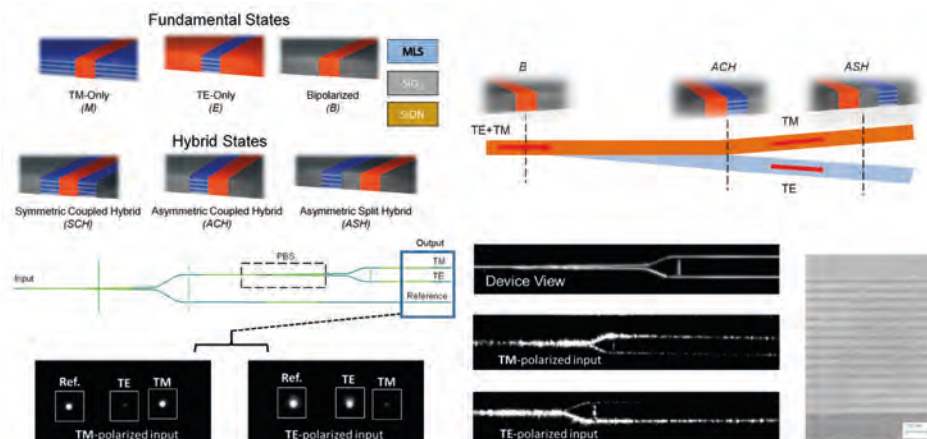 Fundamental States
TM-Only
(M)
TE-Only
(E)
Bipolarized
(B)
MLS
SiO2
SiON
Hybrid States
Symmetric Coupled Hybrid
(SCH)
Asymmetric Coupled Hybrid
(ACH)
Asymmetric Split Hybrid
(ASH)
B
ACH
ASH
TE+TM
TM
TE
Input
PBS
Output
TM
TE
Reference
Ref.
TE
TM
TM-polarized input
Ref.
TE
TM
TE-polarized input
Device View
TM-polarized input
TE-polarized input